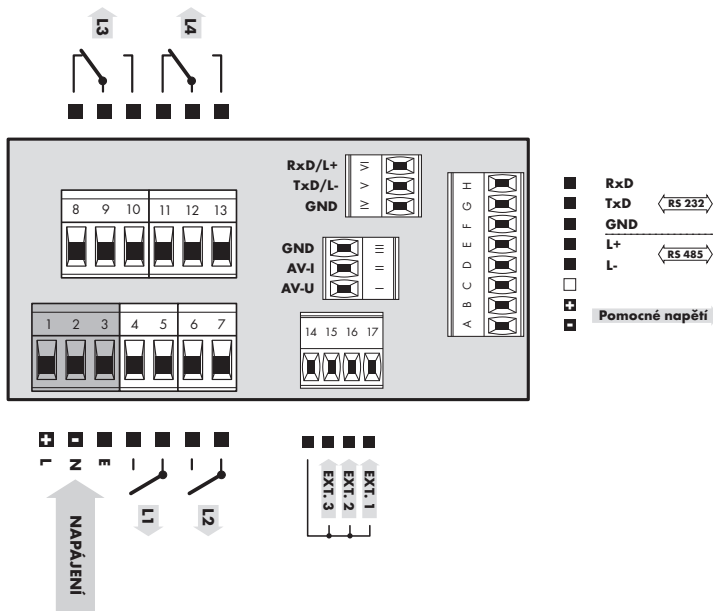 L3 L4
RxD/L+ VI
TxD/L- V
GND IV
GND III
AV-I II
AV-U I
H
G
F
E
D
C
B
A
RxD
TxD RS 232
GND
L+
L- RS 485
+
- Pomocné napětí
8 9 10 11 12 13
1 2 3 4 5 6 7
14 15 16 17
+ -
L N E
L1 L2
EXT. 3 EXT. 2 EXT. 1
NAPÁJENÍ